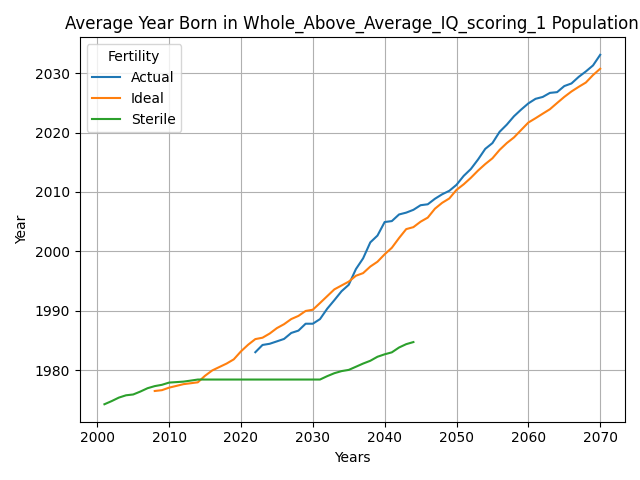 Average Year Born in Whole_Above_Average_IQ_scoring_1 Population
Fertility
Actual
Ideal
Sterile
Year
2030
2020
2010
2000
1990
1980
2000 2010 2020 2030 2040 2050 2060 2070
Years